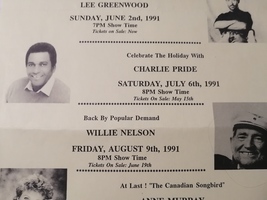 LEE GREENWOOD
SUNDAY, JUNE 2nd, 1991
7PM Show Time
Tickets on Sale: Now
Celebrate The Holiday With
CHARLIE PRIDE
SATURDAY, JULY 6th, 1991
8PM Show Time
Tickets On Sale: May 13th
Back By Popular Demand
WILLIE NELSON
FRIDAY, AUGUST 9th, 1991
8PM Show Time
Tickets On Sale: June 19th
At Last! "The Canadian Songbird"
ANNE MURRAY